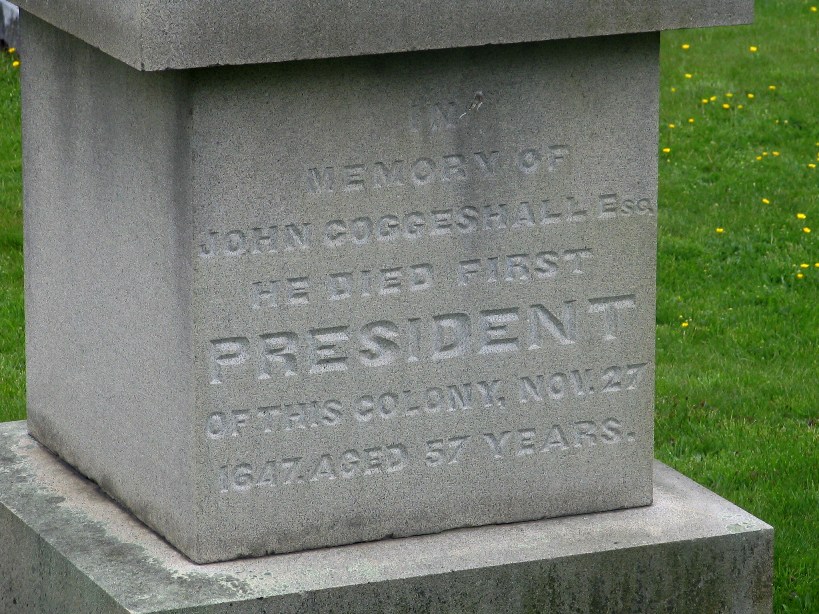 IN
MEMORY OF
JOHN COGGESHALL Esq.
HE DIED FIRST
PRESIDENT
OF THIS COLONY, NOV. 27
1647. AGED 57 YEARS.